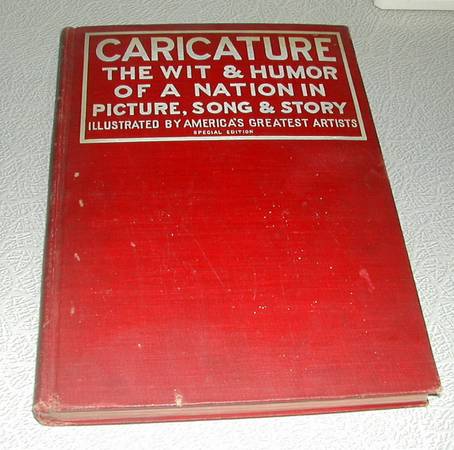 CARICATURE
THE WIT & HUMOR
OF A NATION IN
PICTURE, SONG & STORY
ILLUSTRATED BY AMERICA'S GREATEST ARTISTS
SPECIAL EDITION